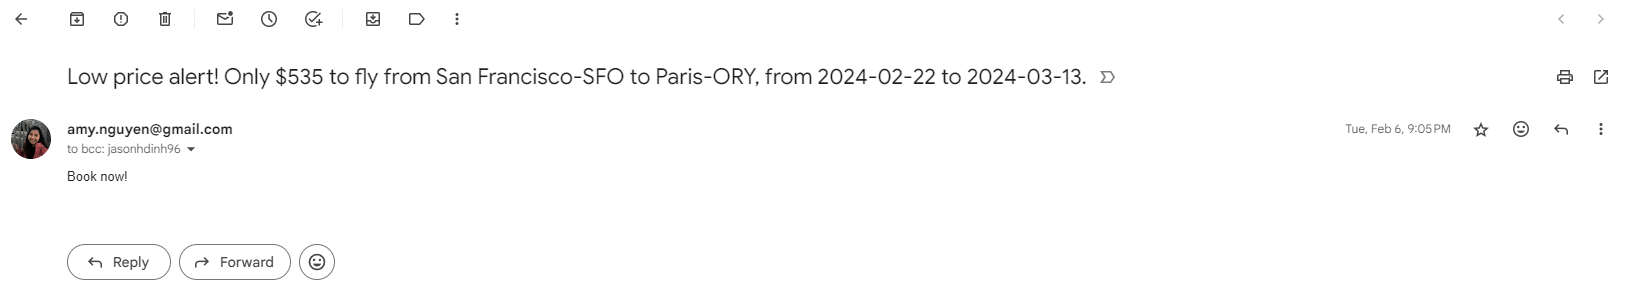 Low price alert! Only $535 to fly from San Francisco-SFO to Paris-ORY, from 2024-02-22 to 2024-03-13.
amy.nguyen@gmail.com
Tue, Feb 6, 9:05 PM
to bcc: jasonhdinh96
Book now!
Reply
Forward